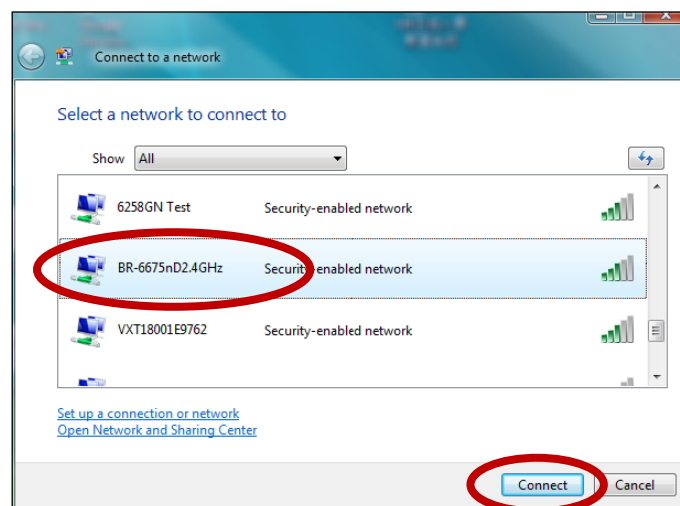 Connect to a network
Select a network to connect to
Show All
6258GN Test Security-enabled network
BR-6675nD2.4GHz Security-enabled network
VXT18001E9762 Security-enabled network
Set up a connection or network
Open Network and Sharing Center
Connect Cancel